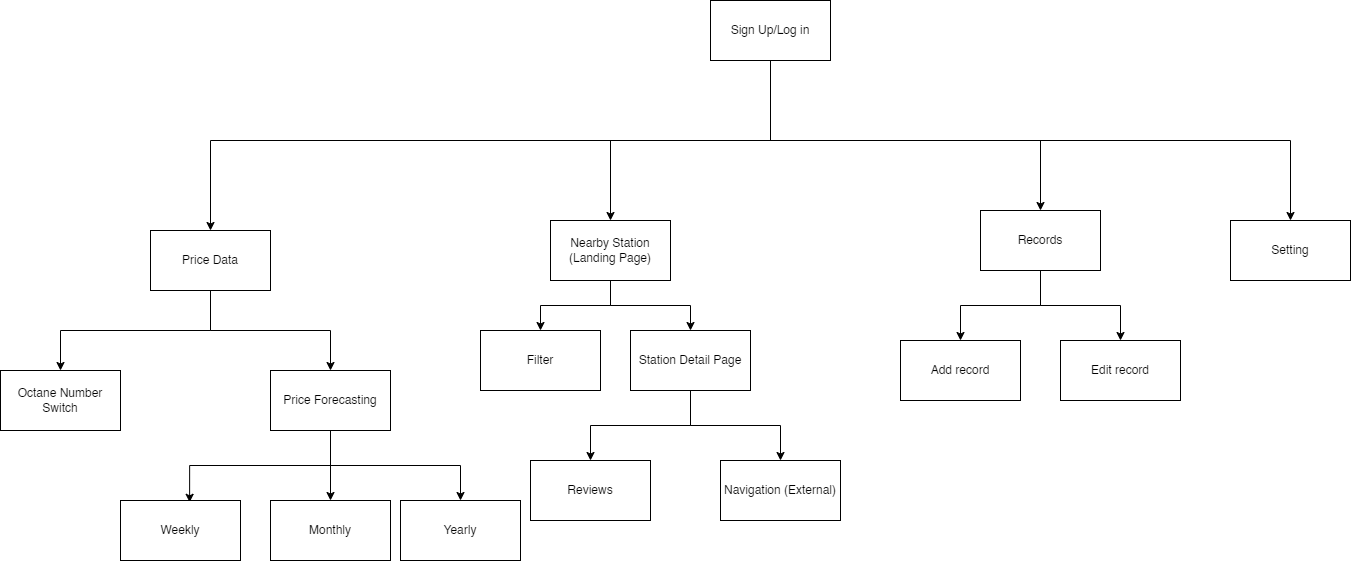 Sign Up/Log in
Price Data
Nearby Station
(Landing Page)
Records
Setting
Octane Number
Switch
Price Forecasting
Filter
Station Detail Page
Add record
Edit record
Weekly
Monthly
Yearly
Reviews
Navigation (External)